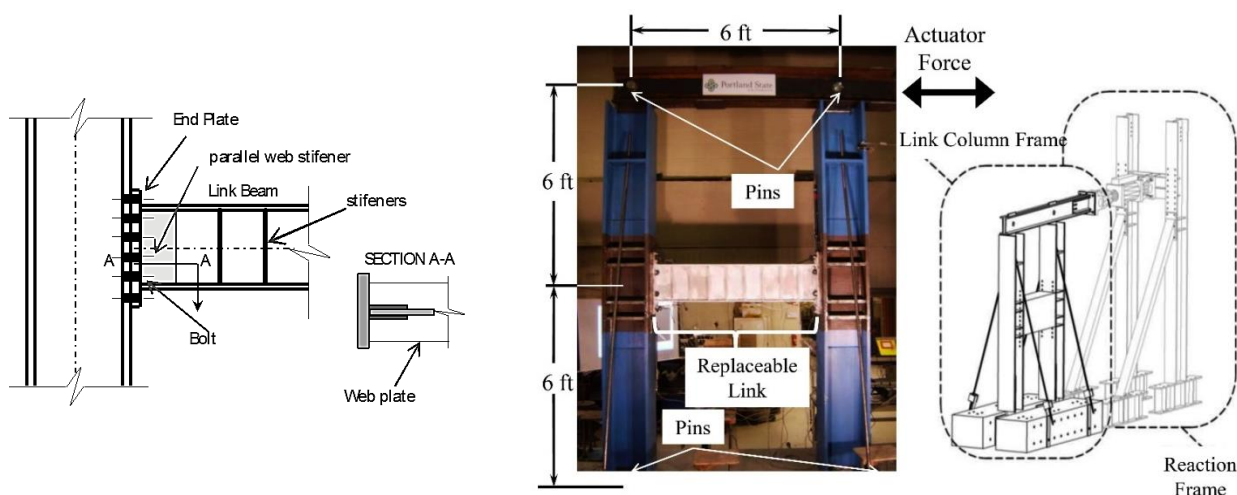 End Plate
parallel web stifener
Link Beam
stifeners
A
A
SECTION A-A
Bolt
Web plate
6 ft
Actuator
Force
Portland State
Link Column Frame
6 ft
Pins
6 ft
Replaceable
Link
Pins
Reaction
Frame